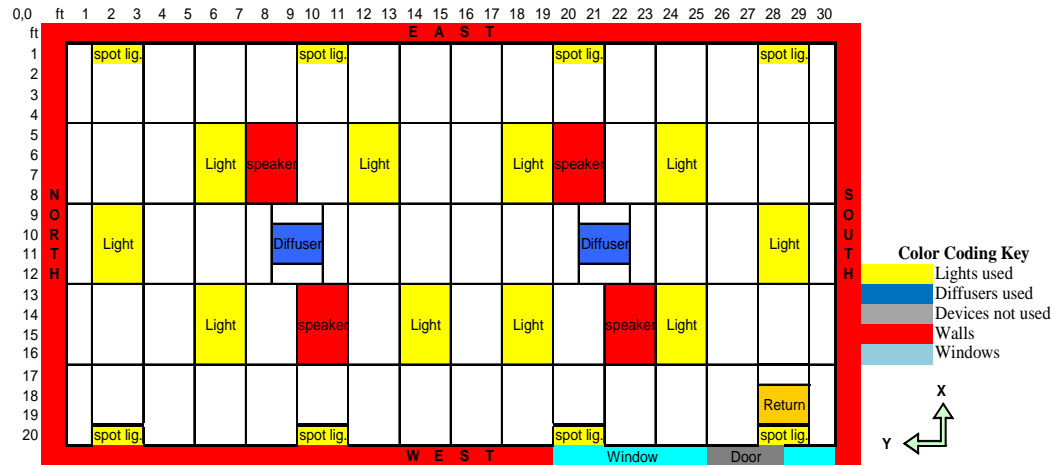 0,0 ft 1 2 3 4 5 6 7 8 9 10 11 12 13 14 15 16 17 18 19 20 21 22 23 24 25 26 27 28 29 30
ft E A S T
1 spot lig. spot lig. spot lig. spot lig.
2
3
4
5
6 Light speaker Light Light speaker Light
7
8
9
10 Light Diffuser Diffuser Light
11
12
NORTH
SOUTH
13
14 Light speaker Light Light speaker Light
15
16
17
18 Return
19
20 spot lig. spot lig. spot lig. spot lig.
W E S T Window Door
Color Coding Key
Lights used
Diffusers used
Devices not used
Walls
Windows
X
Y